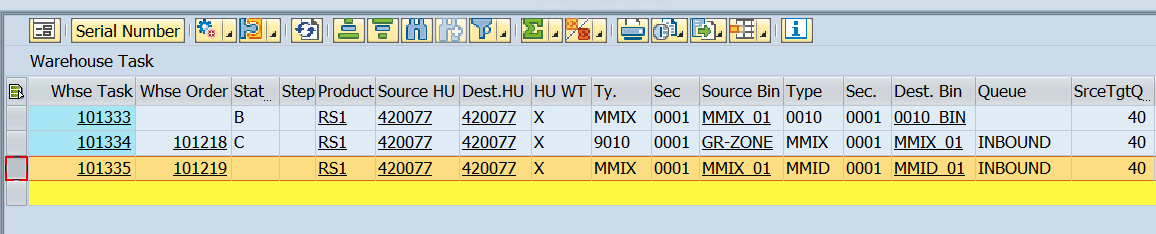 Serial Number
Warehouse Task
Whse Task Whse Order Stat... Step Product Source HU Dest.HU HU WT Ty. Sec Source Bin Type Sec. Dest. Bin Queue SrceTgtQ...
101333 B RS1 420077 420077 X MMIX 0001 MMIX_01 0010 0001 0010_BIN 40
101334 101218 C RS1 420077 420077 X 9010 0001 GR-ZONE MMIX 0001 MMIX_01 INBOUND 40
101335 101219 RS1 420077 420077 X MMIX 0001 MMIX_01 MMID 0001 MMID_01 INBOUND 40